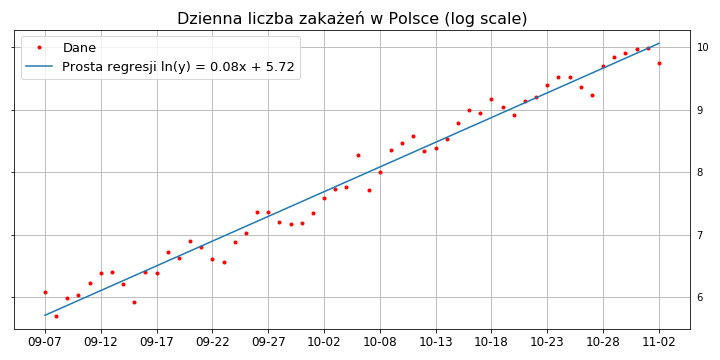 Dzienna liczba zakażeń w Polsce (log scale)
Dane
Prosta regresji ln(y) = 0.08x + 5.72
10
9
8
7
6
09-07 09-12 09-17 09-22 09-27 10-02 10-08 10-13 10-18 10-23 10-28 11-02